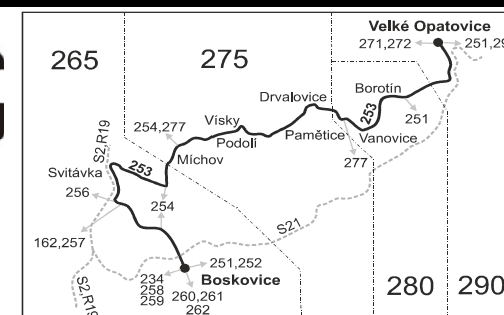 Velké Opatovice
271,272
251,29
265
275
Borotín
Drvalovice
253
251
Vísky
254,277
Podolí
Pamětice
Vanovice
S2,R19
Míchov
277
253
Svitávka
256
254
S21
162,257
251,252
234
Boskovice
258
259
260,261
262
S2,R19
280
290